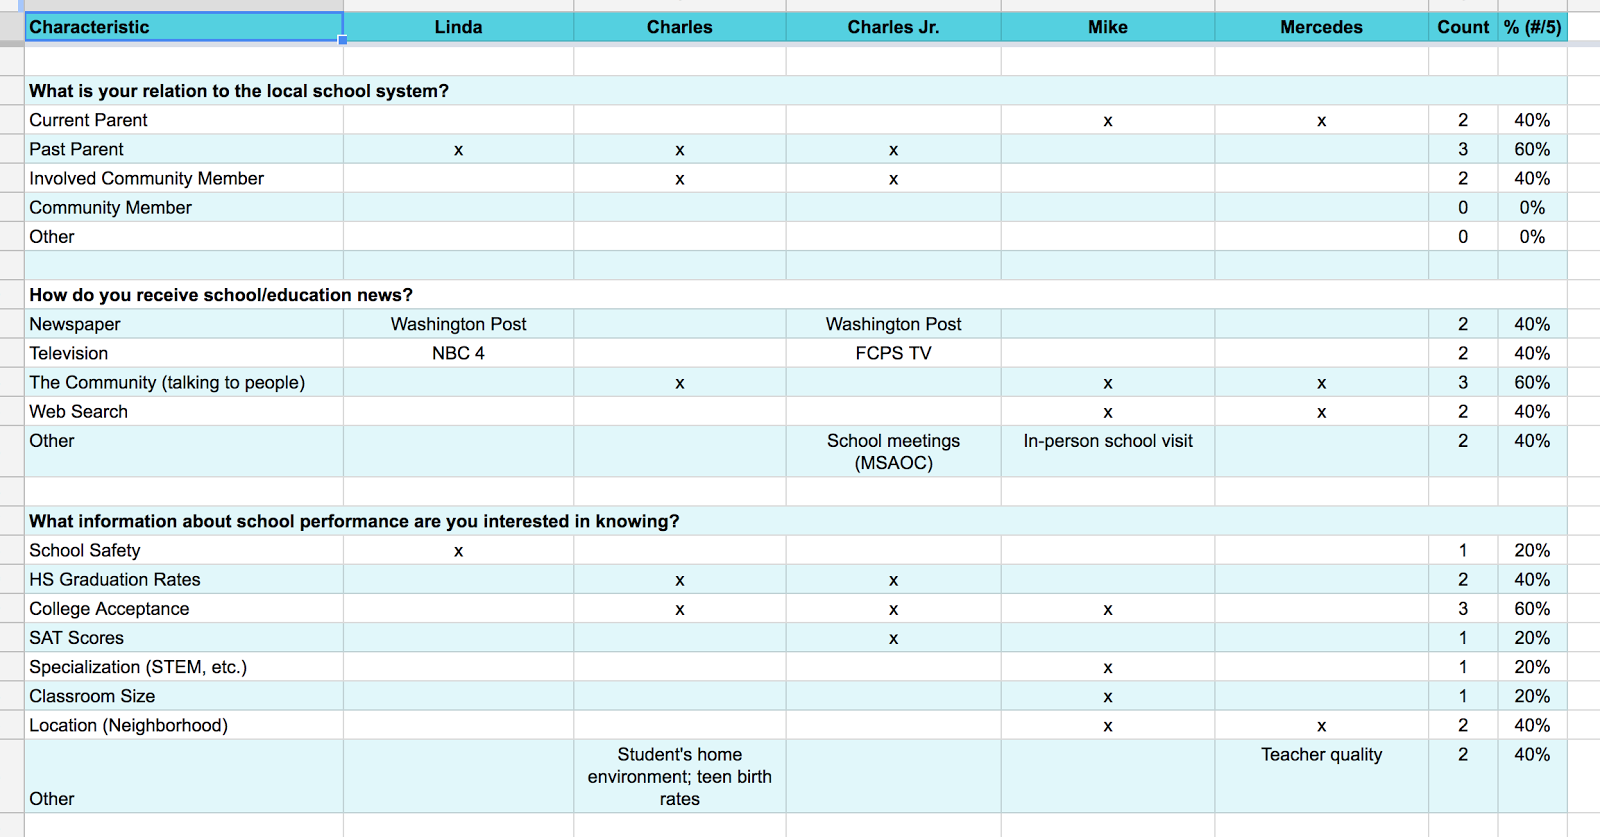 Characteristic Linda Charles Charles Jr. Mike Mercedes Count % (#/5)
What is your relation to the local school system?
Current Parent x x 2 40%
Past Parent x x x 3 60%
Involved Community Member x x 2 40%
Community Member 0 0%
Other 0 0%
How do you receive school/education news?
Newspaper Washington Post Washington Post 2 40%
Television NBC 4 FCPS TV 2 40%
The Community (talking to people) x x x 3 60%
Web Search x x 2 40%
Other School meetings In-person school visit 2 40%
(MSAOC)
What information about school performance are you interested in knowing?
School Safety x 1 20%
HS Graduation Rates x x 2 40%
College Acceptance x x x 3 60%
SAT Scores x 1 20%
Specialization (STEM, etc.) x 1 20%
Classroom Size x 1 20%
Location (Neighborhood) x x 2 40%
Student's home Teacher quality 2 40%
environment; teen birth
Other rates